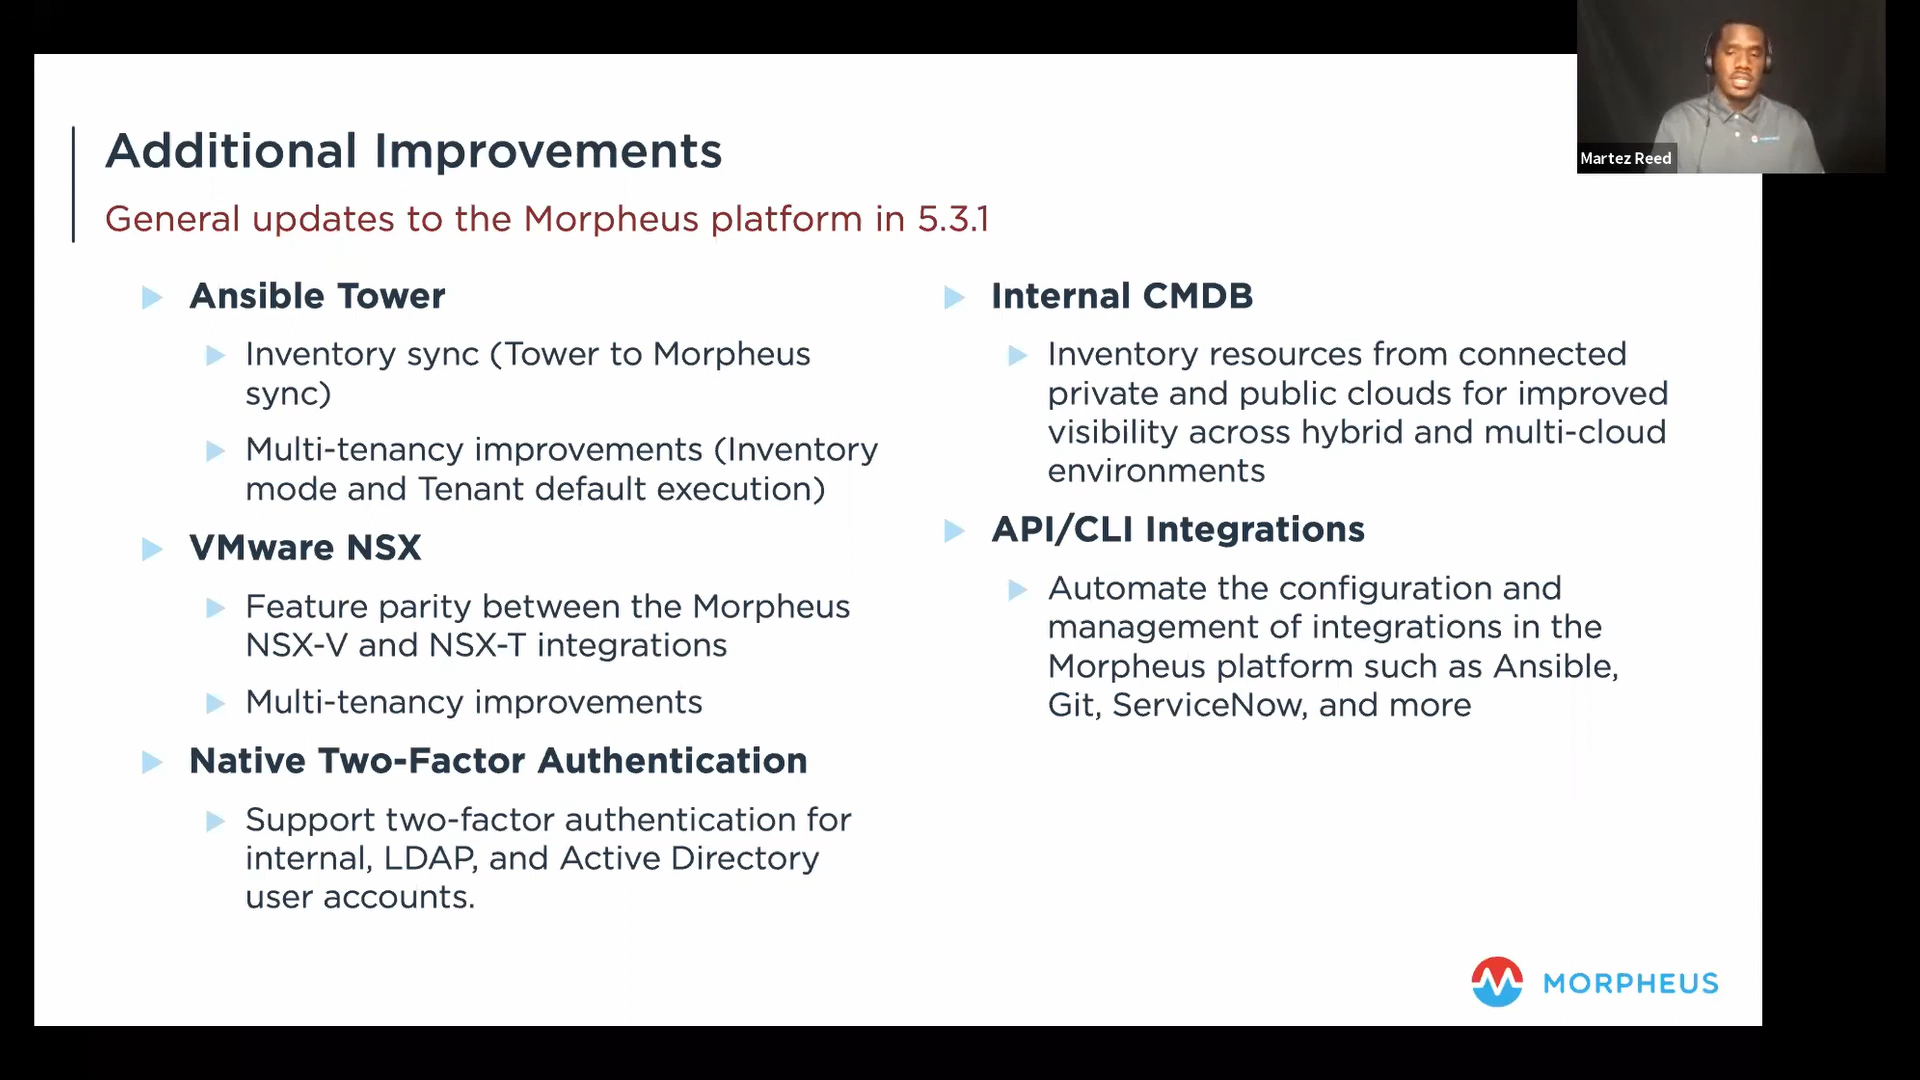 Additional Improvements
General updates to the Morpheus platform in 5.3.1
Ansible Tower
Inventory sync (Tower to Morpheus
sync)
Multi-tenancy improvements (Inventory
mode and Tenant default execution)
VMware NSX
Feature parity between the Morpheus
NSX-V and NSX-T integrations
Multi-tenancy improvements
Native Two-Factor Authentication
Support two-factor authentication for
internal, LDAP, and Active Directory
user accounts.
Internal CMDB
Inventory resources from connected
private and public clouds for improved
visibility across hybrid and multi-cloud
environments
API/CLI Integrations
Automate the configuration and
management of integrations in the
Morpheus platform such as Ansible,
Git, ServiceNow, and more
MORPHEUS
Martez Reed